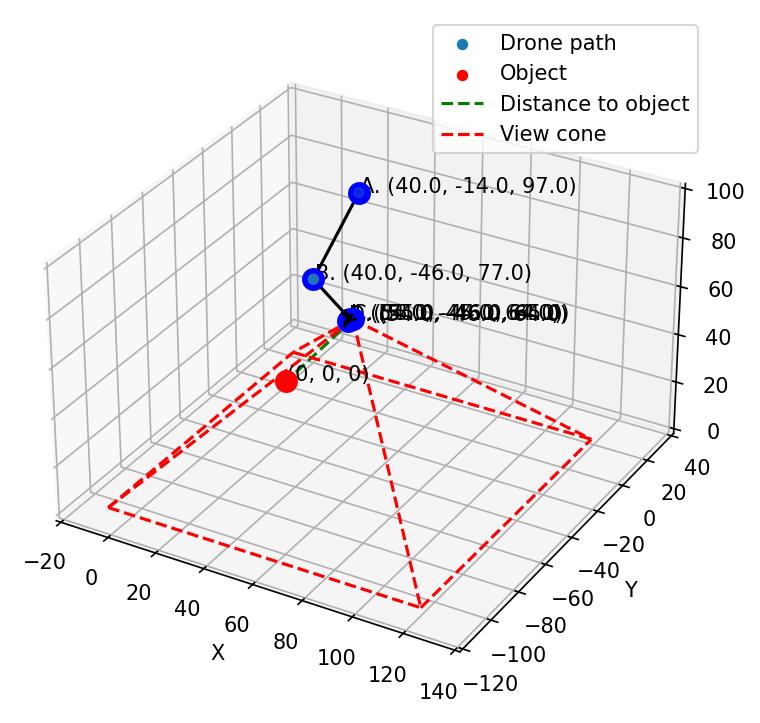 Drone path
Object
Distance to object
View cone
A. (40.0, -14.0, 97.0)
B. (40.0, -46.0, 77.0)
(0, 0, 0)
100
80
60
40
20
0
40
20
0
−20
−40
−60
−80
−100
−120
−20
0
20
40
60
80
100
120
140
X
Y